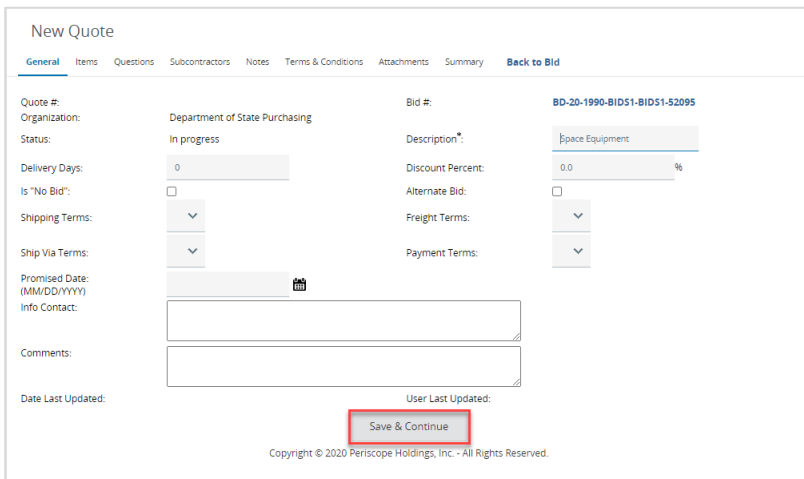 New Quote
General Items Questions Subcontractors Notes Terms & Conditions Attachments Summary Back to Bid
Quote #: Bid #: BD-20-1990-BIDS1-BIDS1-52095
Organization: Department of State Purchasing
Status: In progress Description*: Space Equipment
Delivery Days: 0 Discount Percent: 0.0 %
Is "No Bid": Alternate Bid:
Shipping Terms: Freight Terms:
Ship Via Terms: Payment Terms:
Promised Date:
(MM/DD/YYYY)
Info Contact:
Comments:
Date Last Updated: User Last Updated:
Save & Continue
Copyright © 2020 Periscope Holdings, Inc. - All Rights Reserved.